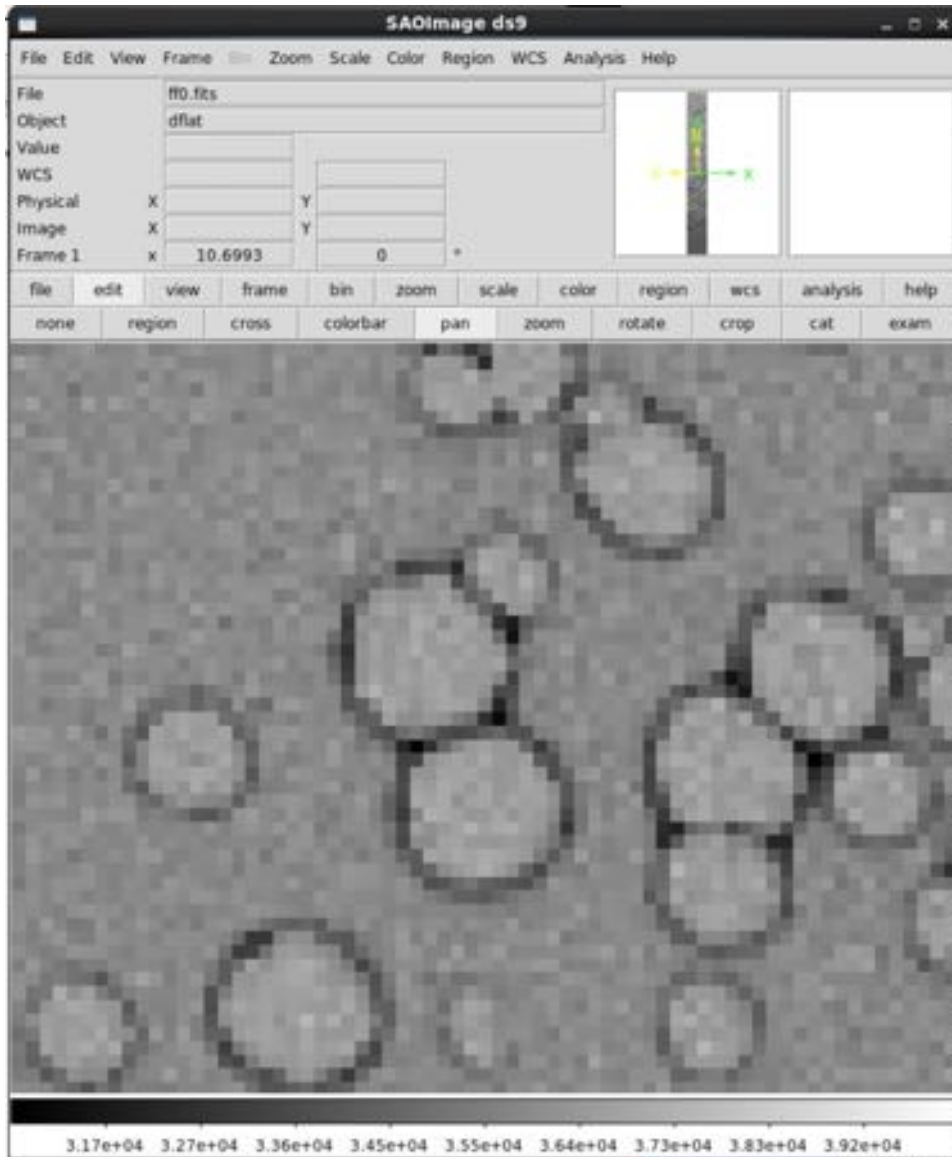 SAOImage ds9
File Edit View Frame Bin Zoom Scale Color Region WCS Analysis Help
File ff0.fits
Object dflat
Value
WCS
Physical X Y
Image X Y
Frame 1 x 10.6993 0 °
file edit view frame bin zoom scale color region wcs analysis help
none region cross colorbar pan zoom rotate crop cat exam
3.17e+04 3.27e+04 3.36e+04 3.45e+04 3.55e+04 3.64e+04 3.73e+04 3.83e+04 3.92e+04